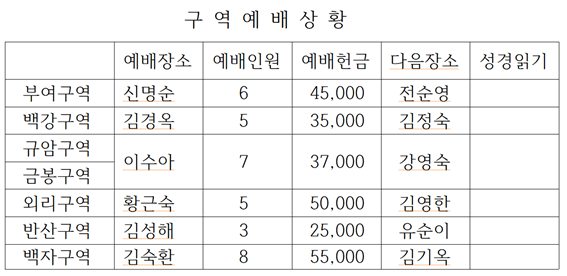 구 역 예 배 상 황
예배장소 예배인원 예배헌금 다음장소 성경읽기
부여구역 신명순 6 45,000 전순영
백강구역 김경옥 5 35,000 김정숙
규암구역
이수아 7 37,000 강영숙
금봉구역
외리구역 황근숙 5 50,000 김영한
반산구역 김성해 3 25,000 유순이
백자구역 김숙환 8 55,000 김기옥